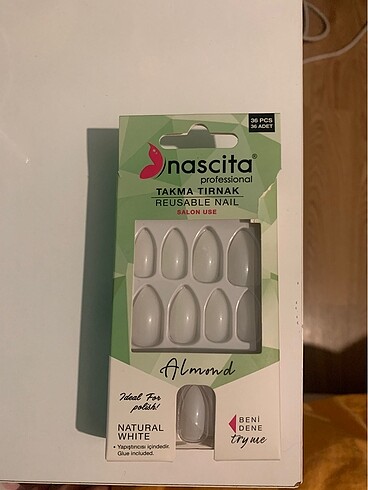 36 PCS
36 ADET
nascita®
professional
TAKMA TIRNAK
REUSABLE NAIL
SALON USE
Almond
Ideal For
polish!
NATURAL
WHITE
• Yapıştırıcı içindedir.
Glue included.
BENİ
DENE
try me